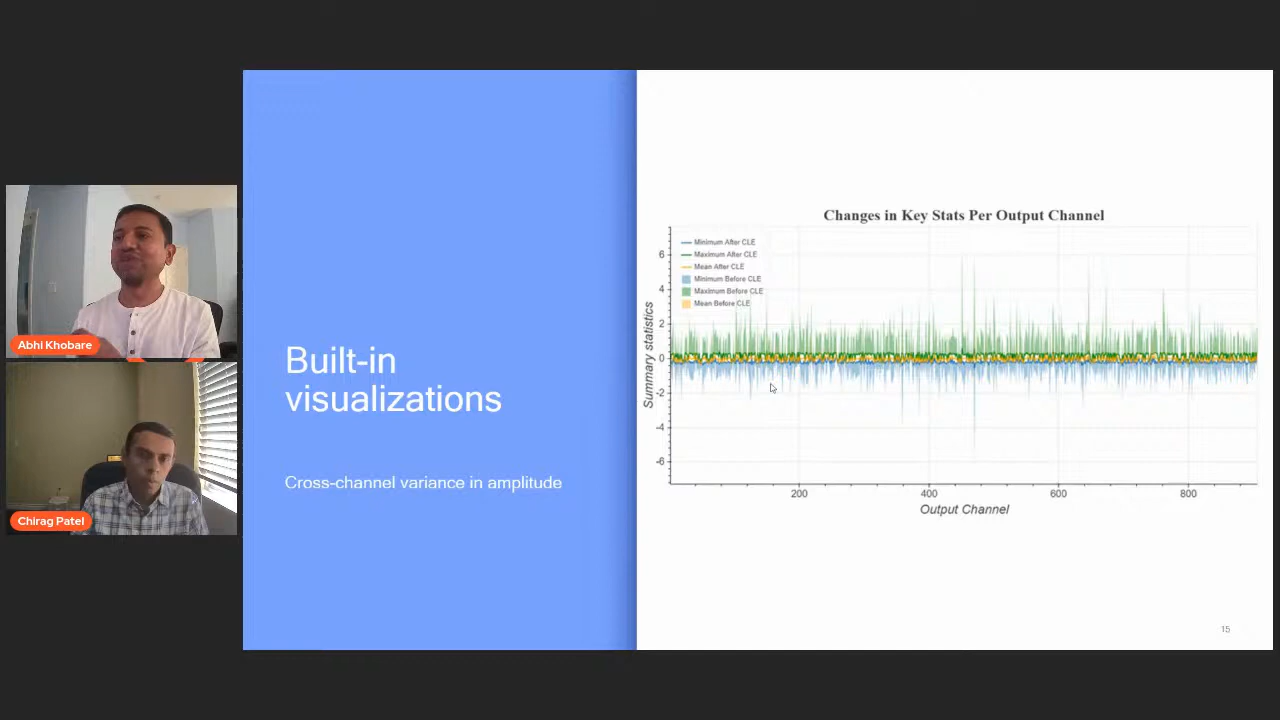 Abhi Khobare
Chirag Patel
Built-in
visualizations
Cross-channel variance in amplitude
Changes in Key Stats Per Output Channel
Minimum After CLE
Maximum After CLE
Mean After CLE
Minimum Before CLE
Maximum Before CLE
Mean Before CLE
Summary statistics
6
4
2
0
-2
-4
-6
200
400
600
800
Output Channel
15